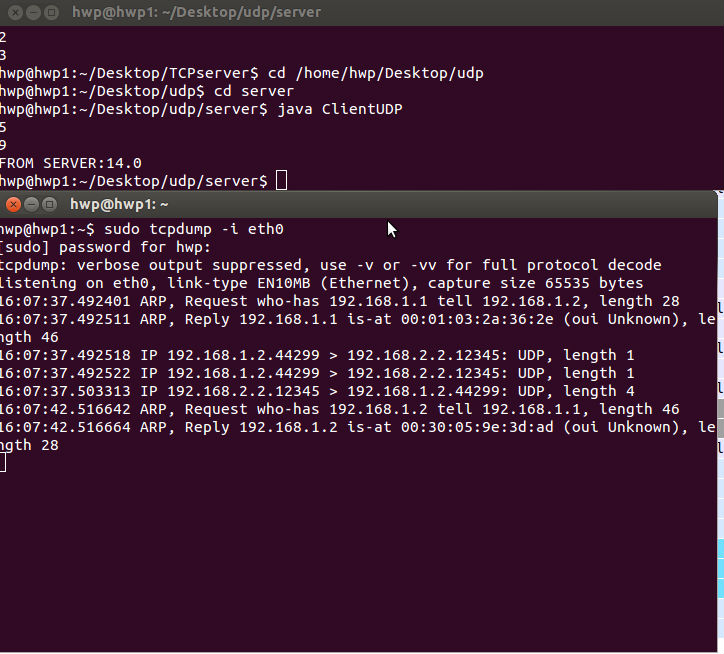 hwp@hwp1: ~/Desktop/udp/server
2
3
hwp@hwp1:~/Desktop/TCPserver$ cd /home/hwp/Desktop/udp
hwp@hwp1:~/Desktop/udp$ cd server
hwp@hwp1:~/Desktop/udp/server$ java ClientUDP
5
9
FROM SERVER:14.0
hwp@hwp1:~/Desktop/udp/server$
hwp@hwp1: ~
hwp@hwp1:~$ sudo tcpdump -i eth0
[sudo] password for hwp:
tcpdump: verbose output suppressed, use -v or -vv for full protocol decode
listening on eth0, link-type EN10MB (Ethernet), capture size 65535 bytes
16:07:37.492401 ARP, Request who-has 192.168.1.1 tell 192.168.1.2, length 28
16:07:37.492511 ARP, Reply 192.168.1.1 is-at 00:01:03:2a:36:2e (oui Unknown), le
ngth 46
16:07:37.492518 IP 192.168.1.2.44299 > 192.168.2.2.12345: UDP, length 1
16:07:37.492522 IP 192.168.1.2.44299 > 192.168.2.2.12345: UDP, length 1
16:07:37.503313 IP 192.168.2.2.12345 > 192.168.1.2.44299: UDP, length 4
16:07:42.516642 ARP, Request who-has 192.168.1.2 tell 192.168.1.1, length 46
16:07:42.516664 ARP, Reply 192.168.1.2 is-at 00:30:05:9e:3d:ad (oui Unknown), le
ngth 28